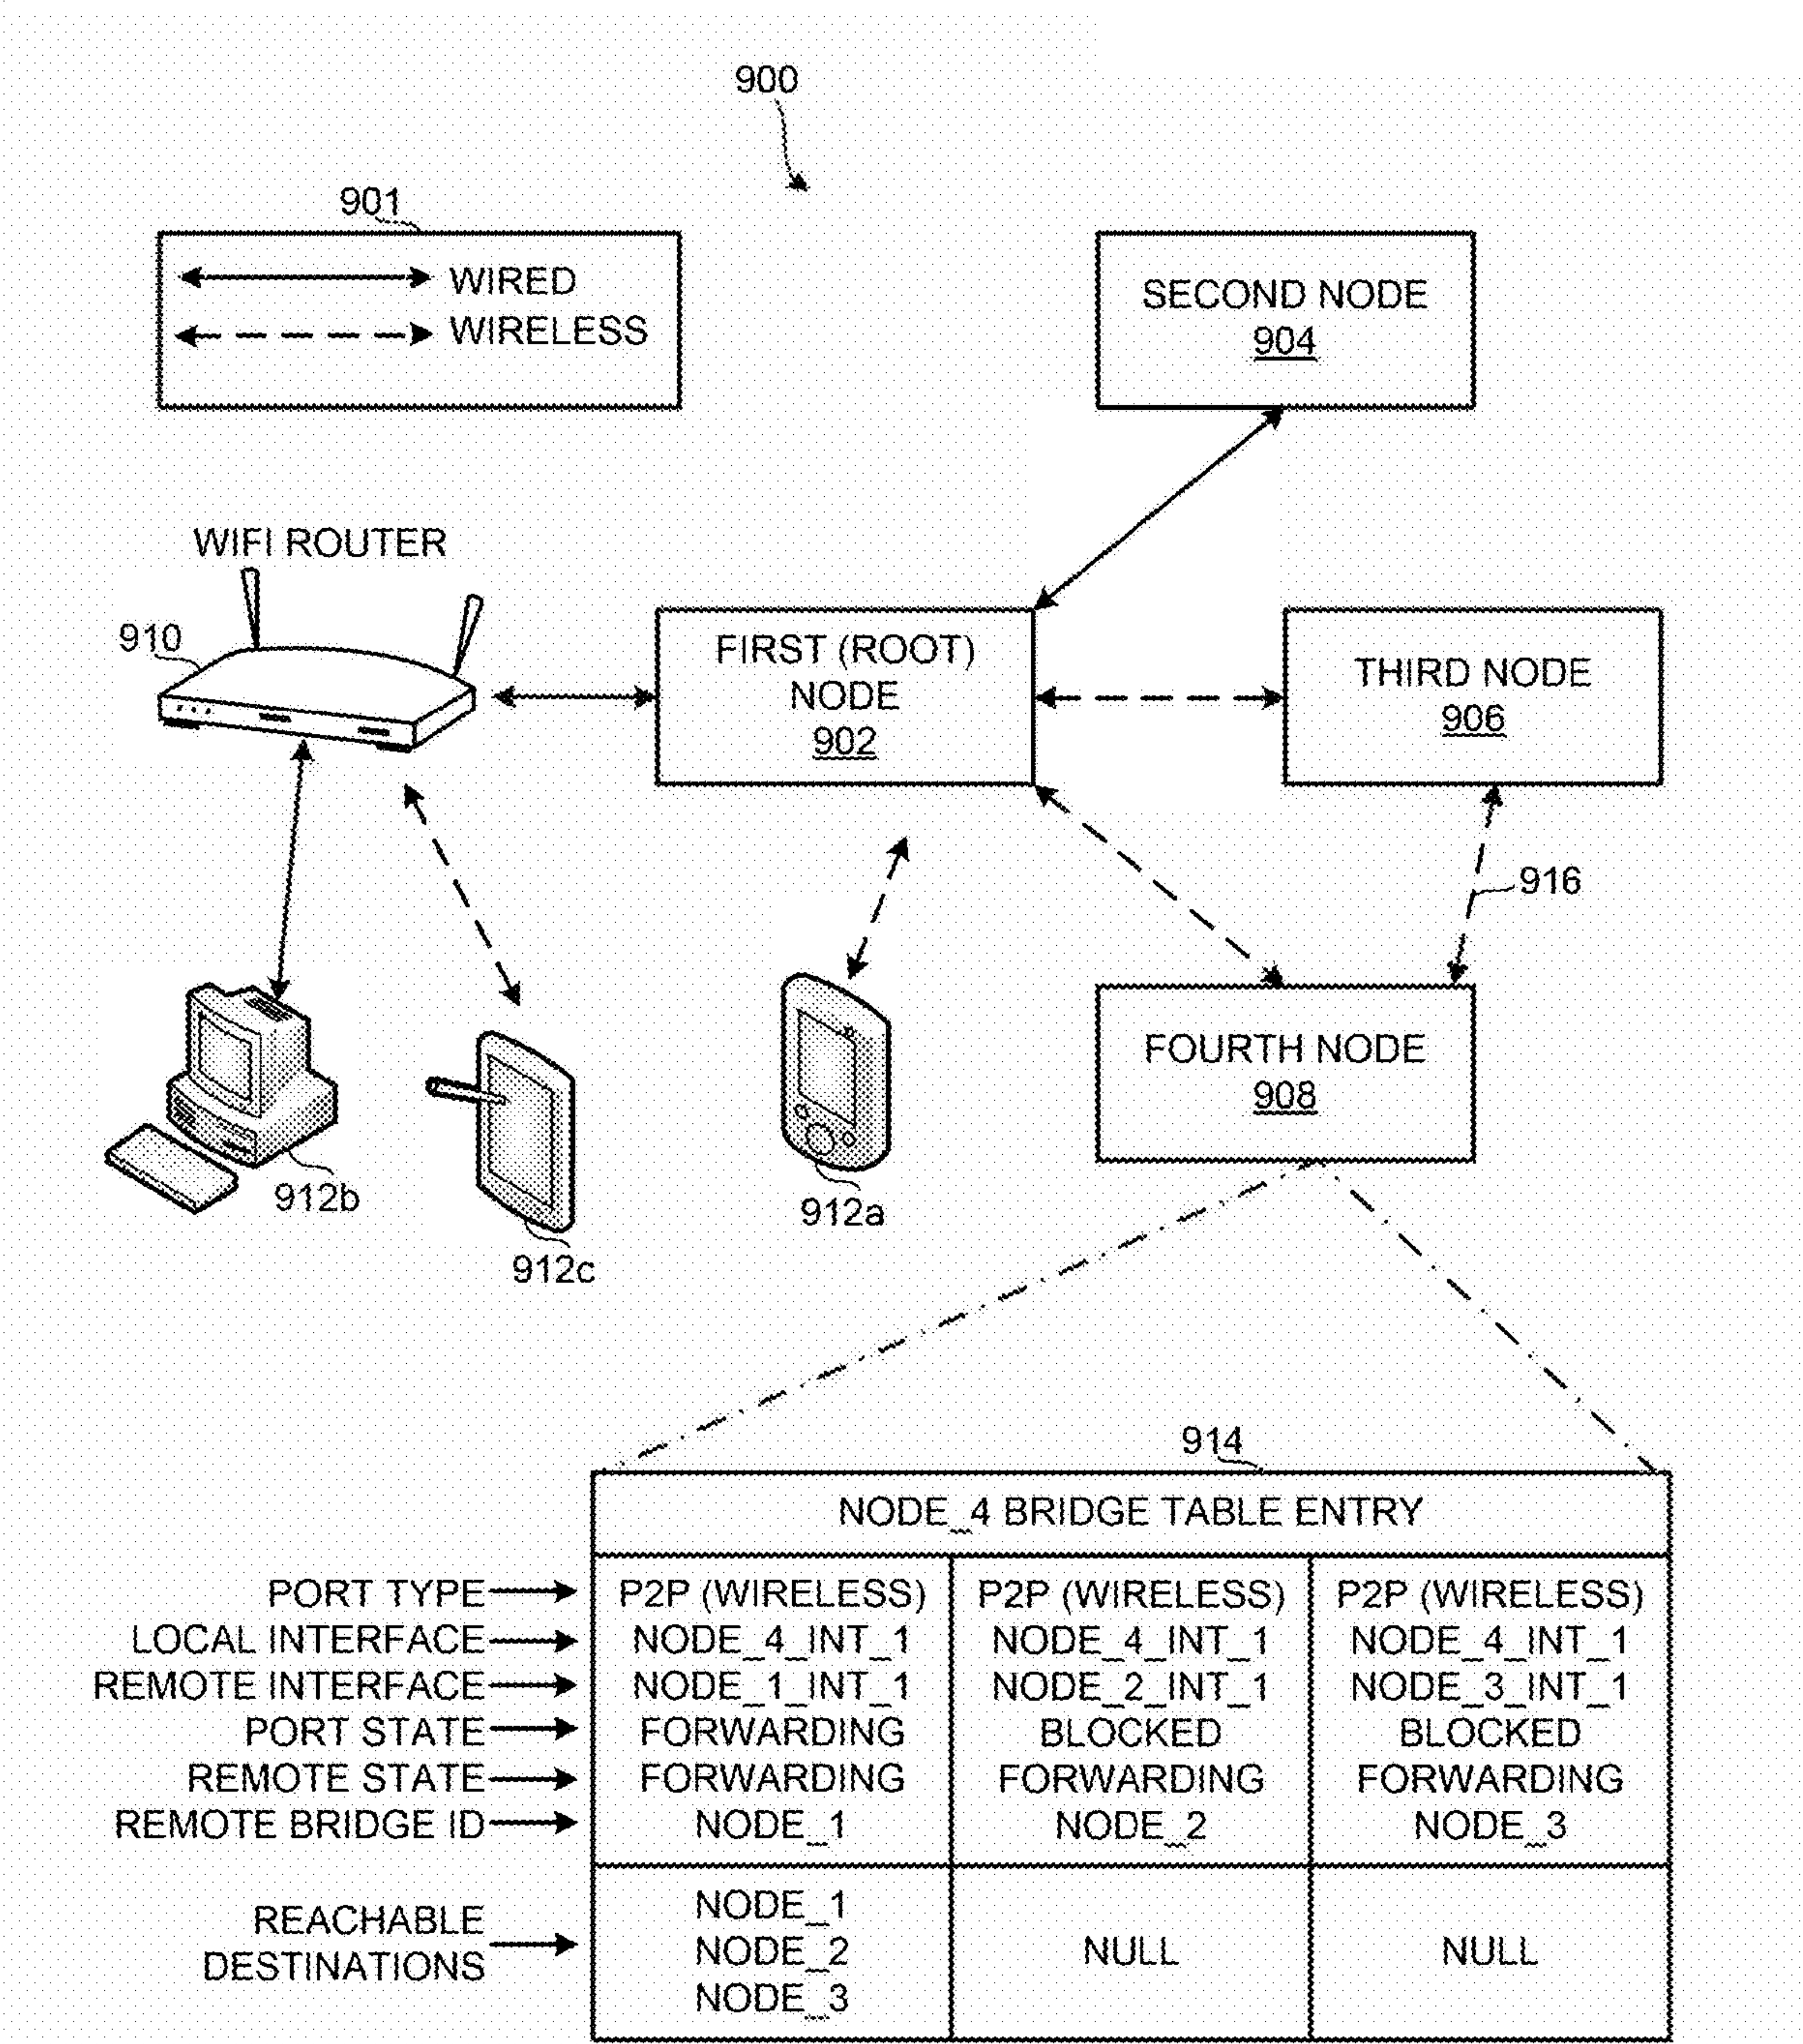 900
901
WIRED
WIRELESS
SECOND NODE
904
WIFI ROUTER
910
FIRST (ROOT)
NODE
902
THIRD NODE
906
916
FOURTH NODE
908
912b
912c
912a
914
NODE_4 BRIDGE TABLE ENTRY
PORT TYPE P2P (WIRELESS) P2P (WIRELESS) P2P (WIRELESS)
LOCAL INTERFACE NODE_4_INT_1 NODE_4_INT_1 NODE_4_INT_1
REMOTE INTERFACE NODE_1_INT_1 NODE_2_INT_1 NODE_3_INT_1
PORT STATE FORWARDING BLOCKED BLOCKED
REMOTE STATE FORWARDING FORWARDING FORWARDING
REMOTE BRIDGE ID NODE_1 NODE_2 NODE_3
REACHABLE
DESTINATIONS
NODE_1
NODE_2
NODE_3
NULL
NULL